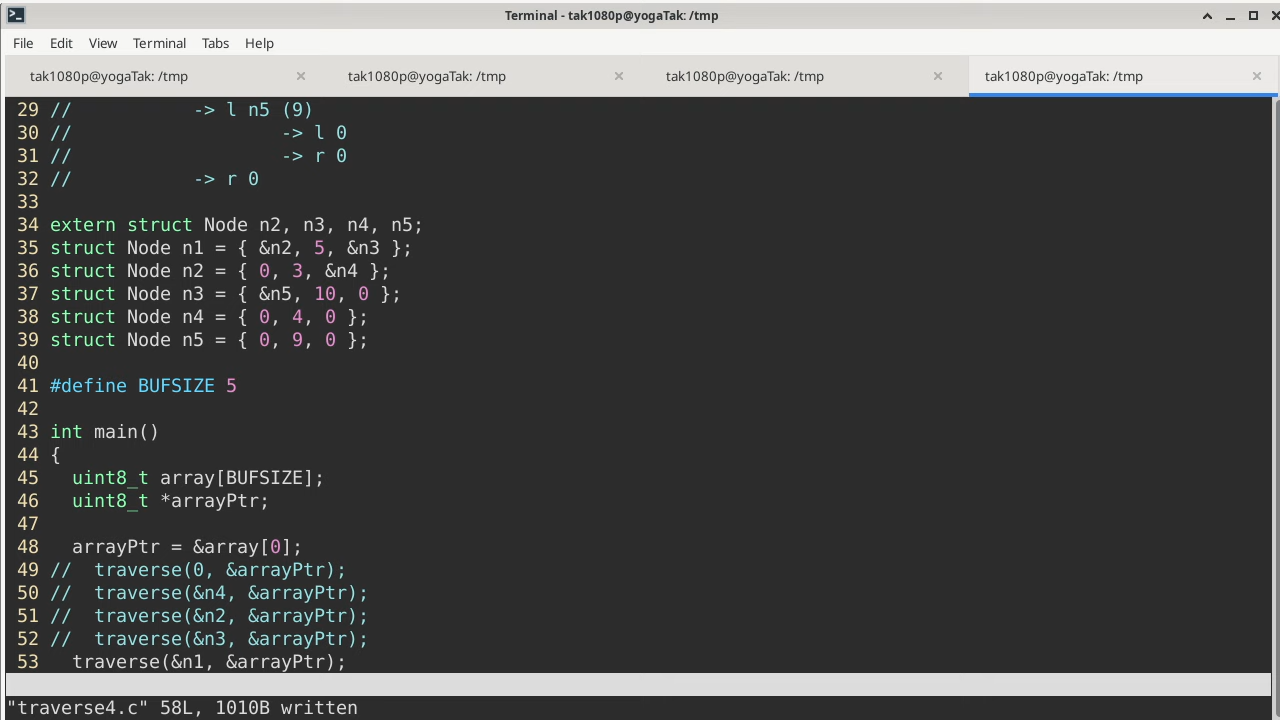 Terminal - tak1080p@yogaTak: /tmp
File Edit View Terminal Tabs Help
tak1080p@yogaTak: /tmp tak1080p@yogaTak: /tmp tak1080p@yogaTak: /tmp tak1080p@yogaTak: /tmp
29 //           -> l n5 (9)
30 //                   -> l 0
31 //                   -> r 0
32 //           -> r 0
33
34 extern struct Node n2, n3, n4, n5;
35 struct Node n1 = { &n2, 5, &n3 };
36 struct Node n2 = { 0, 3, &n4 };
37 struct Node n3 = { &n5, 10, 0 };
38 struct Node n4 = { 0, 4, 0 };
39 struct Node n5 = { 0, 9, 0 };
40
41 #define BUFSIZE 5
42
43 int main()
44 {
45   uint8_t array[BUFSIZE];
46   uint8_t *arrayPtr;
47
48   arrayPtr = &array[0];
49 //  traverse(0, &arrayPtr);
50 //  traverse(&n4, &arrayPtr);
51 //  traverse(&n2, &arrayPtr);
52 //  traverse(&n3, &arrayPtr);
53   traverse(&n1, &arrayPtr);
"traverse4.c" 58L, 1010B written